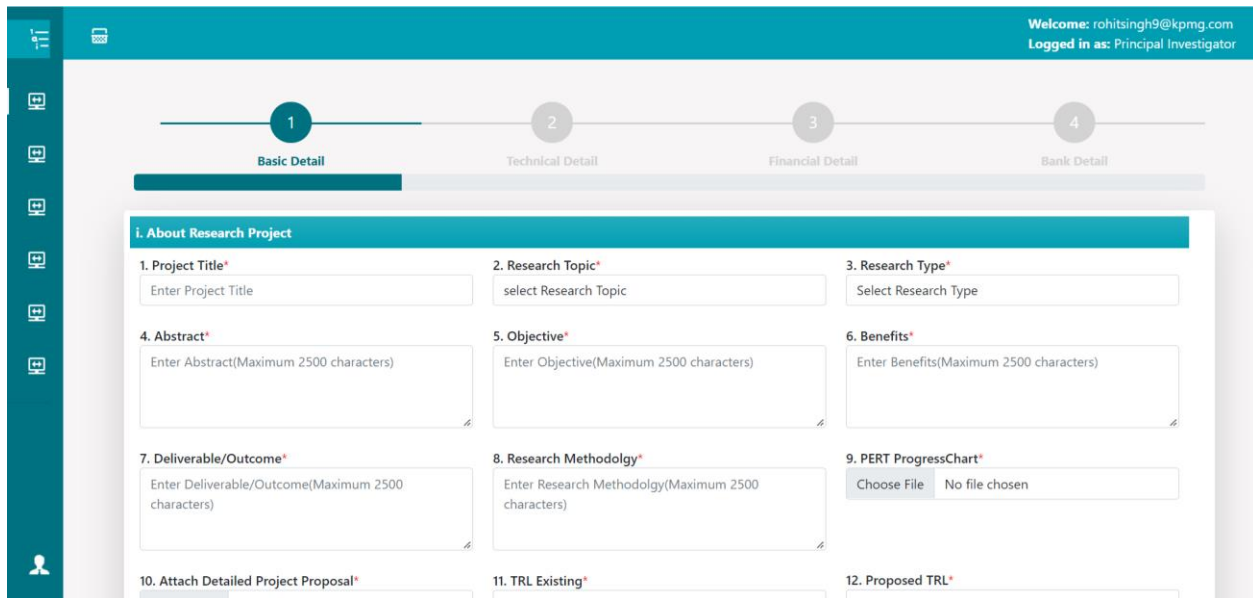 Welcome: rohitsingh9@kpmg.com
Logged in as: Principal Investigator
1
2
3
4
Basic Detail
Technical Detail
Financial Detail
Bank Detail
i. About Research Project
1. Project Title*
2. Research Topic*
3. Research Type*
Enter Project Title
select Research Topic
Select Research Type
4. Abstract*
5. Objective*
6. Benefits*
Enter Abstract(Maximum 2500 characters)
Enter Objective(Maximum 2500 characters)
Enter Benefits(Maximum 2500 characters)
7. Deliverable/Outcome*
8. Research Methodolgy*
9. PERT ProgressChart*
Enter Deliverable/Outcome(Maximum 2500
characters)
Enter Research Methodolgy(Maximum 2500
characters)
Choose File No file chosen
10. Attach Detailed Project Proposal*
11. TRL Existing*
12. Proposed TRL*